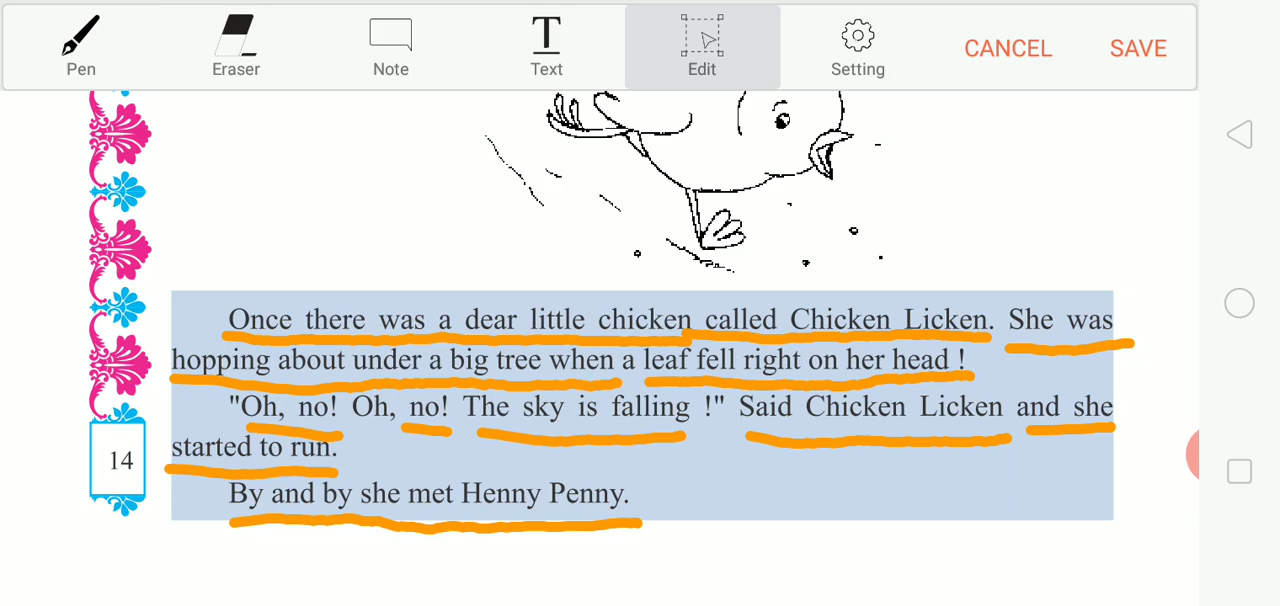 Pen Eraser Note Text Edit Setting CANCEL SAVE
Once there was a dear little chicken called Chicken Licken. She was
hopping about under a big tree when a leaf fell right on her head !
"Oh, no! Oh, no! The sky is falling !" Said Chicken Licken and she
started to run.
14
By and by she met Henny Penny.